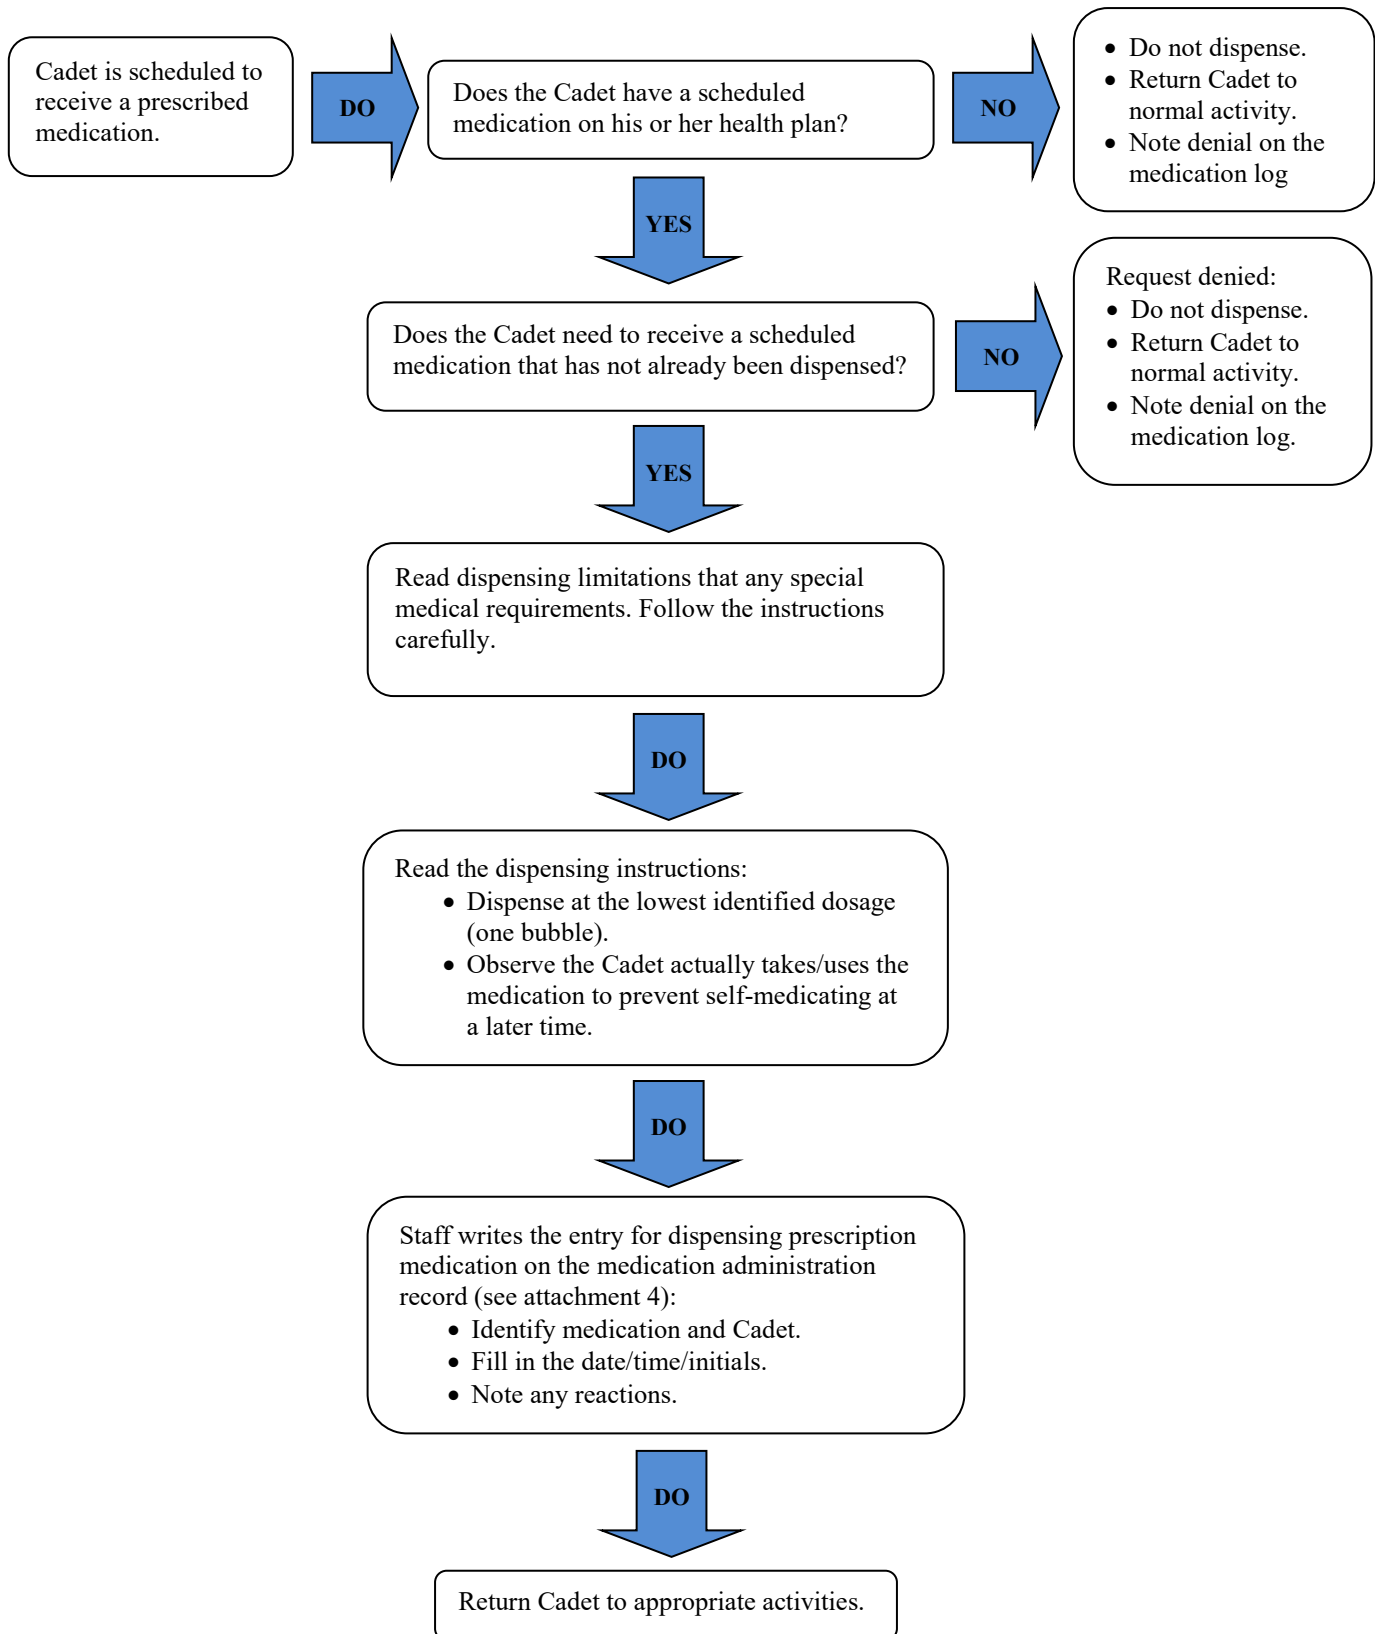 Cadet is scheduled to
receive a prescribed
medication.
DO
Does the Cadet have a scheduled
medication on his or her health plan?
NO
• Do not dispense.
• Return Cadet to
normal activity.
• Note denial on the
medication log
YES
Does the Cadet need to receive a scheduled
medication that has not already been dispensed?
NO
Request denied:
• Do not dispense.
• Return Cadet to
normal activity.
• Note denial on the
medication log.
YES
Read dispensing limitations that any special
medical requirements. Follow the instructions
carefully.
DO
Read the dispensing instructions:
• Dispense at the lowest identified dosage
(one bubble).
• Observe the Cadet actually takes/uses the
medication to prevent self-medicating at
a later time.
DO
Staff writes the entry for dispensing prescription
medication on the medication administration
record (see attachment 4):
• Identify medication and Cadet.
• Fill in the date/time/initials.
• Note any reactions.
DO
Return Cadet to appropriate activities.